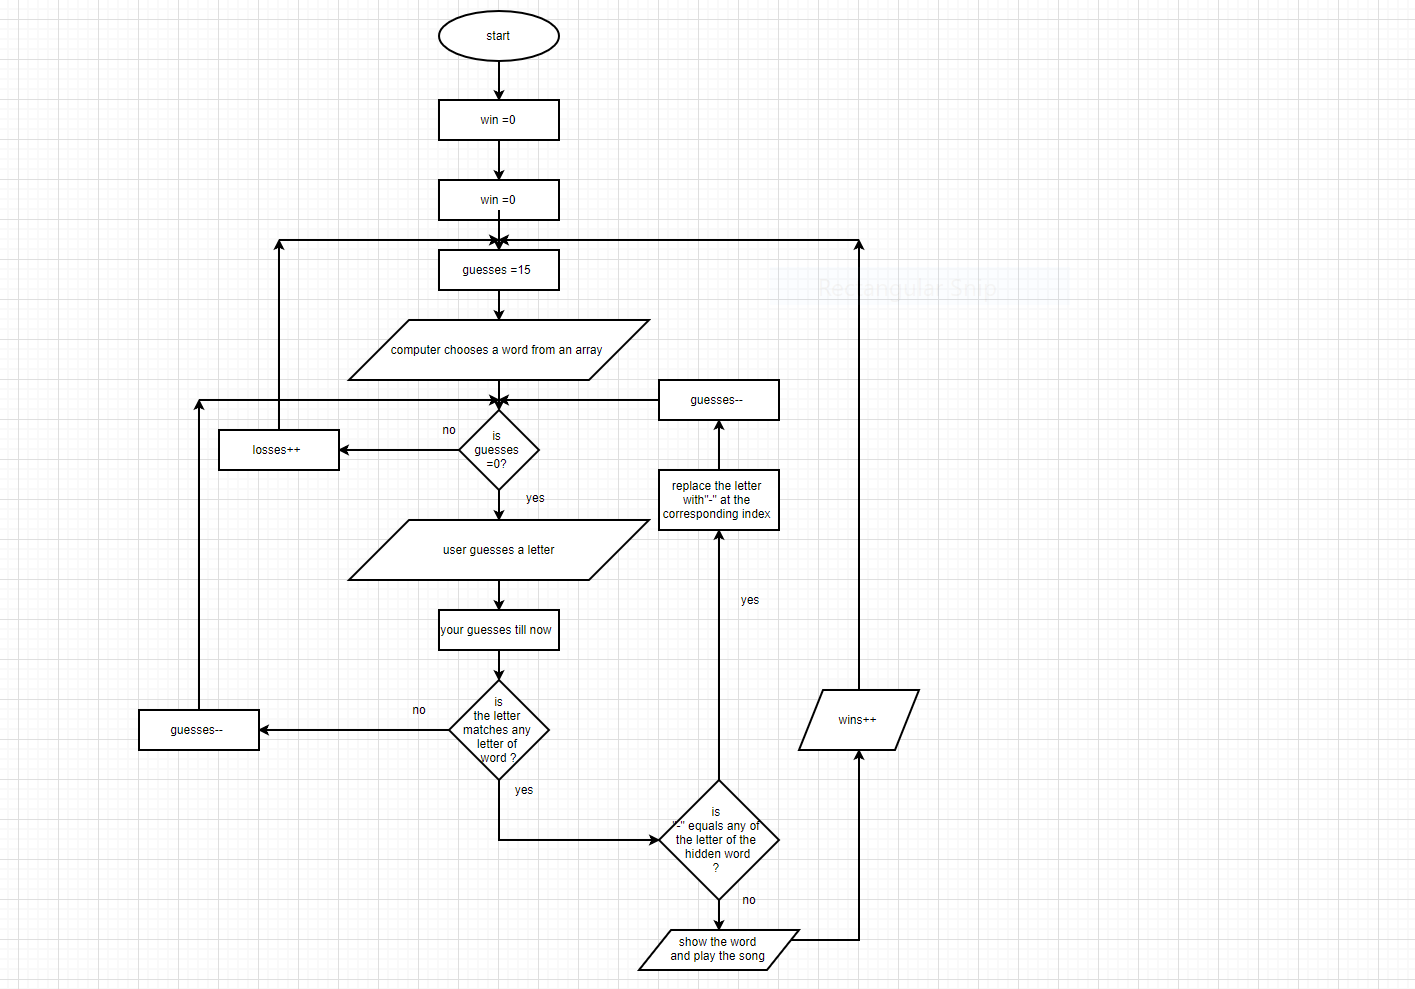 start
win =0
win =0
guesses =15
Rectangular Snip
computer chooses a word from an array
guesses--
no
is
guesses
=0?
losses++
yes
replace the letter
with"-" at the
corresponding index
user guesses a letter
yes
your guesses till now
no
is
the letter
matches any
letter of
word ?
guesses--
wins++
yes
is
"-" equals any of
the letter of the
hidden word
?
no
show the word
and play the song